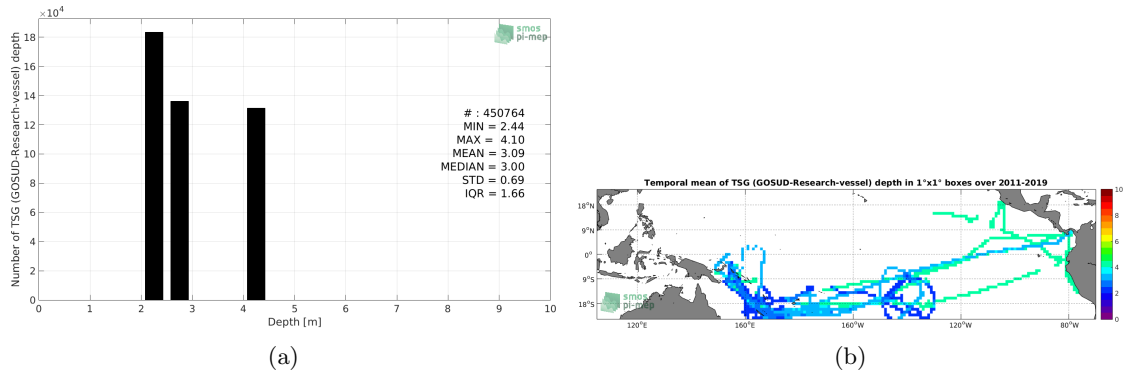 ×10⁴
18
16
14
12
10
8
6
4
2
0
Number of TSG (GOSUD-Research-vessel) depth
smos
pi-mep
# : 450764
MIN = 2.44
MAX = 4.10
MEAN = 3.09
MEDIAN = 3.00
STD = 0.69
IQR = 1.66
0 1 2 3 4 5 6 7 8 9 10
Depth [m]
(a)
Temporal mean of TSG (GOSUD-Research-vessel) depth in 1°x1° boxes over 2011-2019
18°N
9°N
0°
9°S
18°S
smos
pi-mep
120°E 160°E 160°W 120°W 80°W
10
8
6
4
2
0
(b)